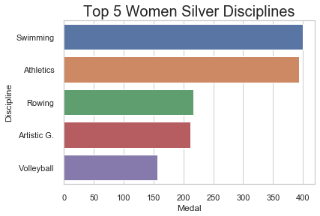 Top 5 Women Silver Disciplines
Discipline
Swimming
Athletics
Rowing
Artistic G.
Volleyball
0 50 100 150 200 250 300 350 400
Medal